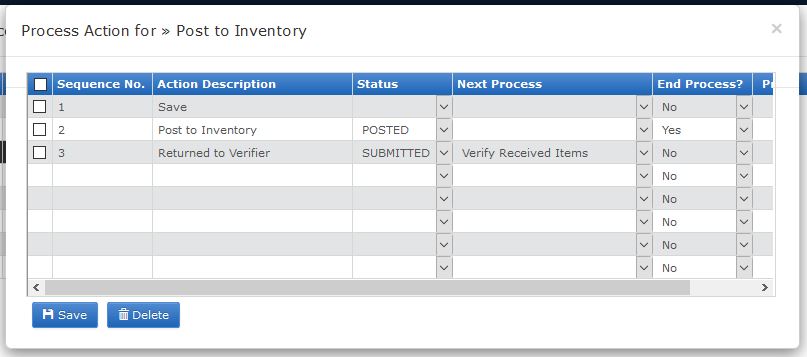 Process Action for » Post to Inventory ×
Sequence No. Action Description Status Next Process End Process?
1 Save No
2 Post to Inventory POSTED Yes
3 Returned to Verifier SUBMITTED Verify Received Items No
No
No
No
No
No
Save Delete